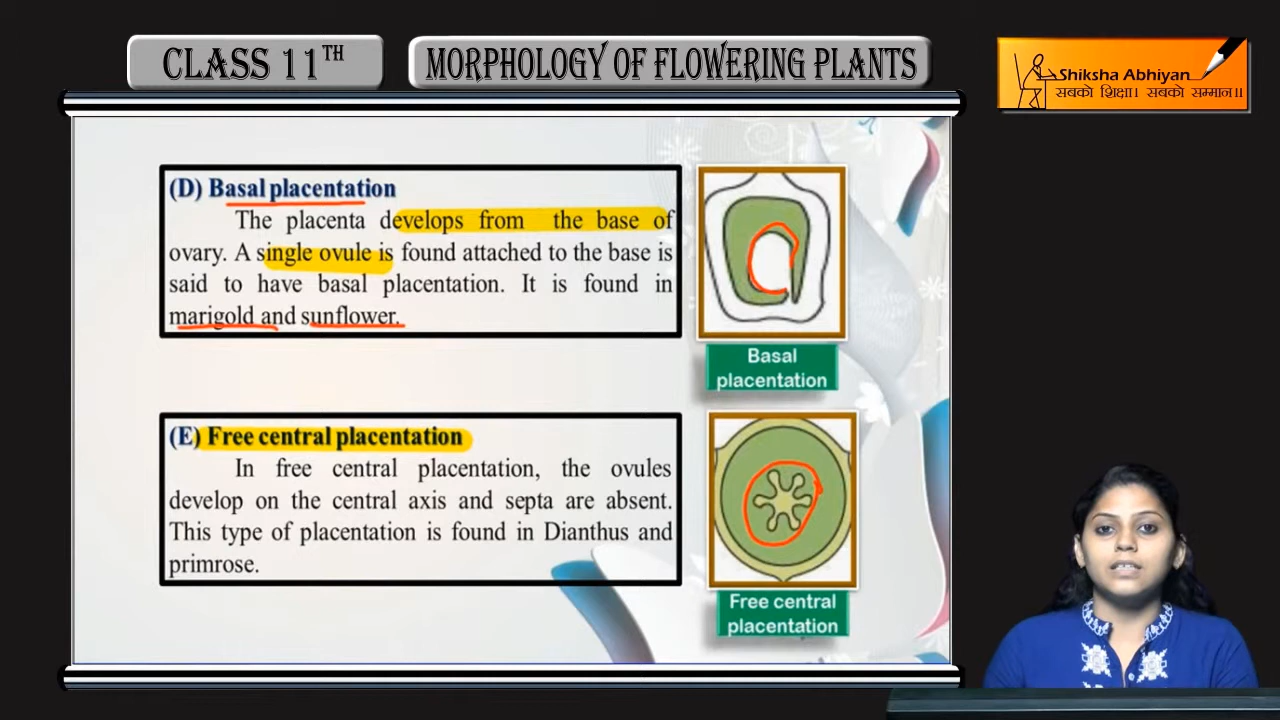 CLASS 11TH
MORPHOLOGY OF FLOWERING PLANTS
Shiksha Abhiyan
सबको शिक्षा। सबको सम्मान॥
(D) Basal placentation
The placenta develops from the base of
ovary. A single ovule is found attached to the base is
said to have basal placentation. It is found in
marigold and sunflower.
Basal
placentation
(E) Free central placentation
In free central placentation, the ovules
develop on the central axis and septa are absent.
This type of placentation is found in Dianthus and
primrose.
Free central
placentation